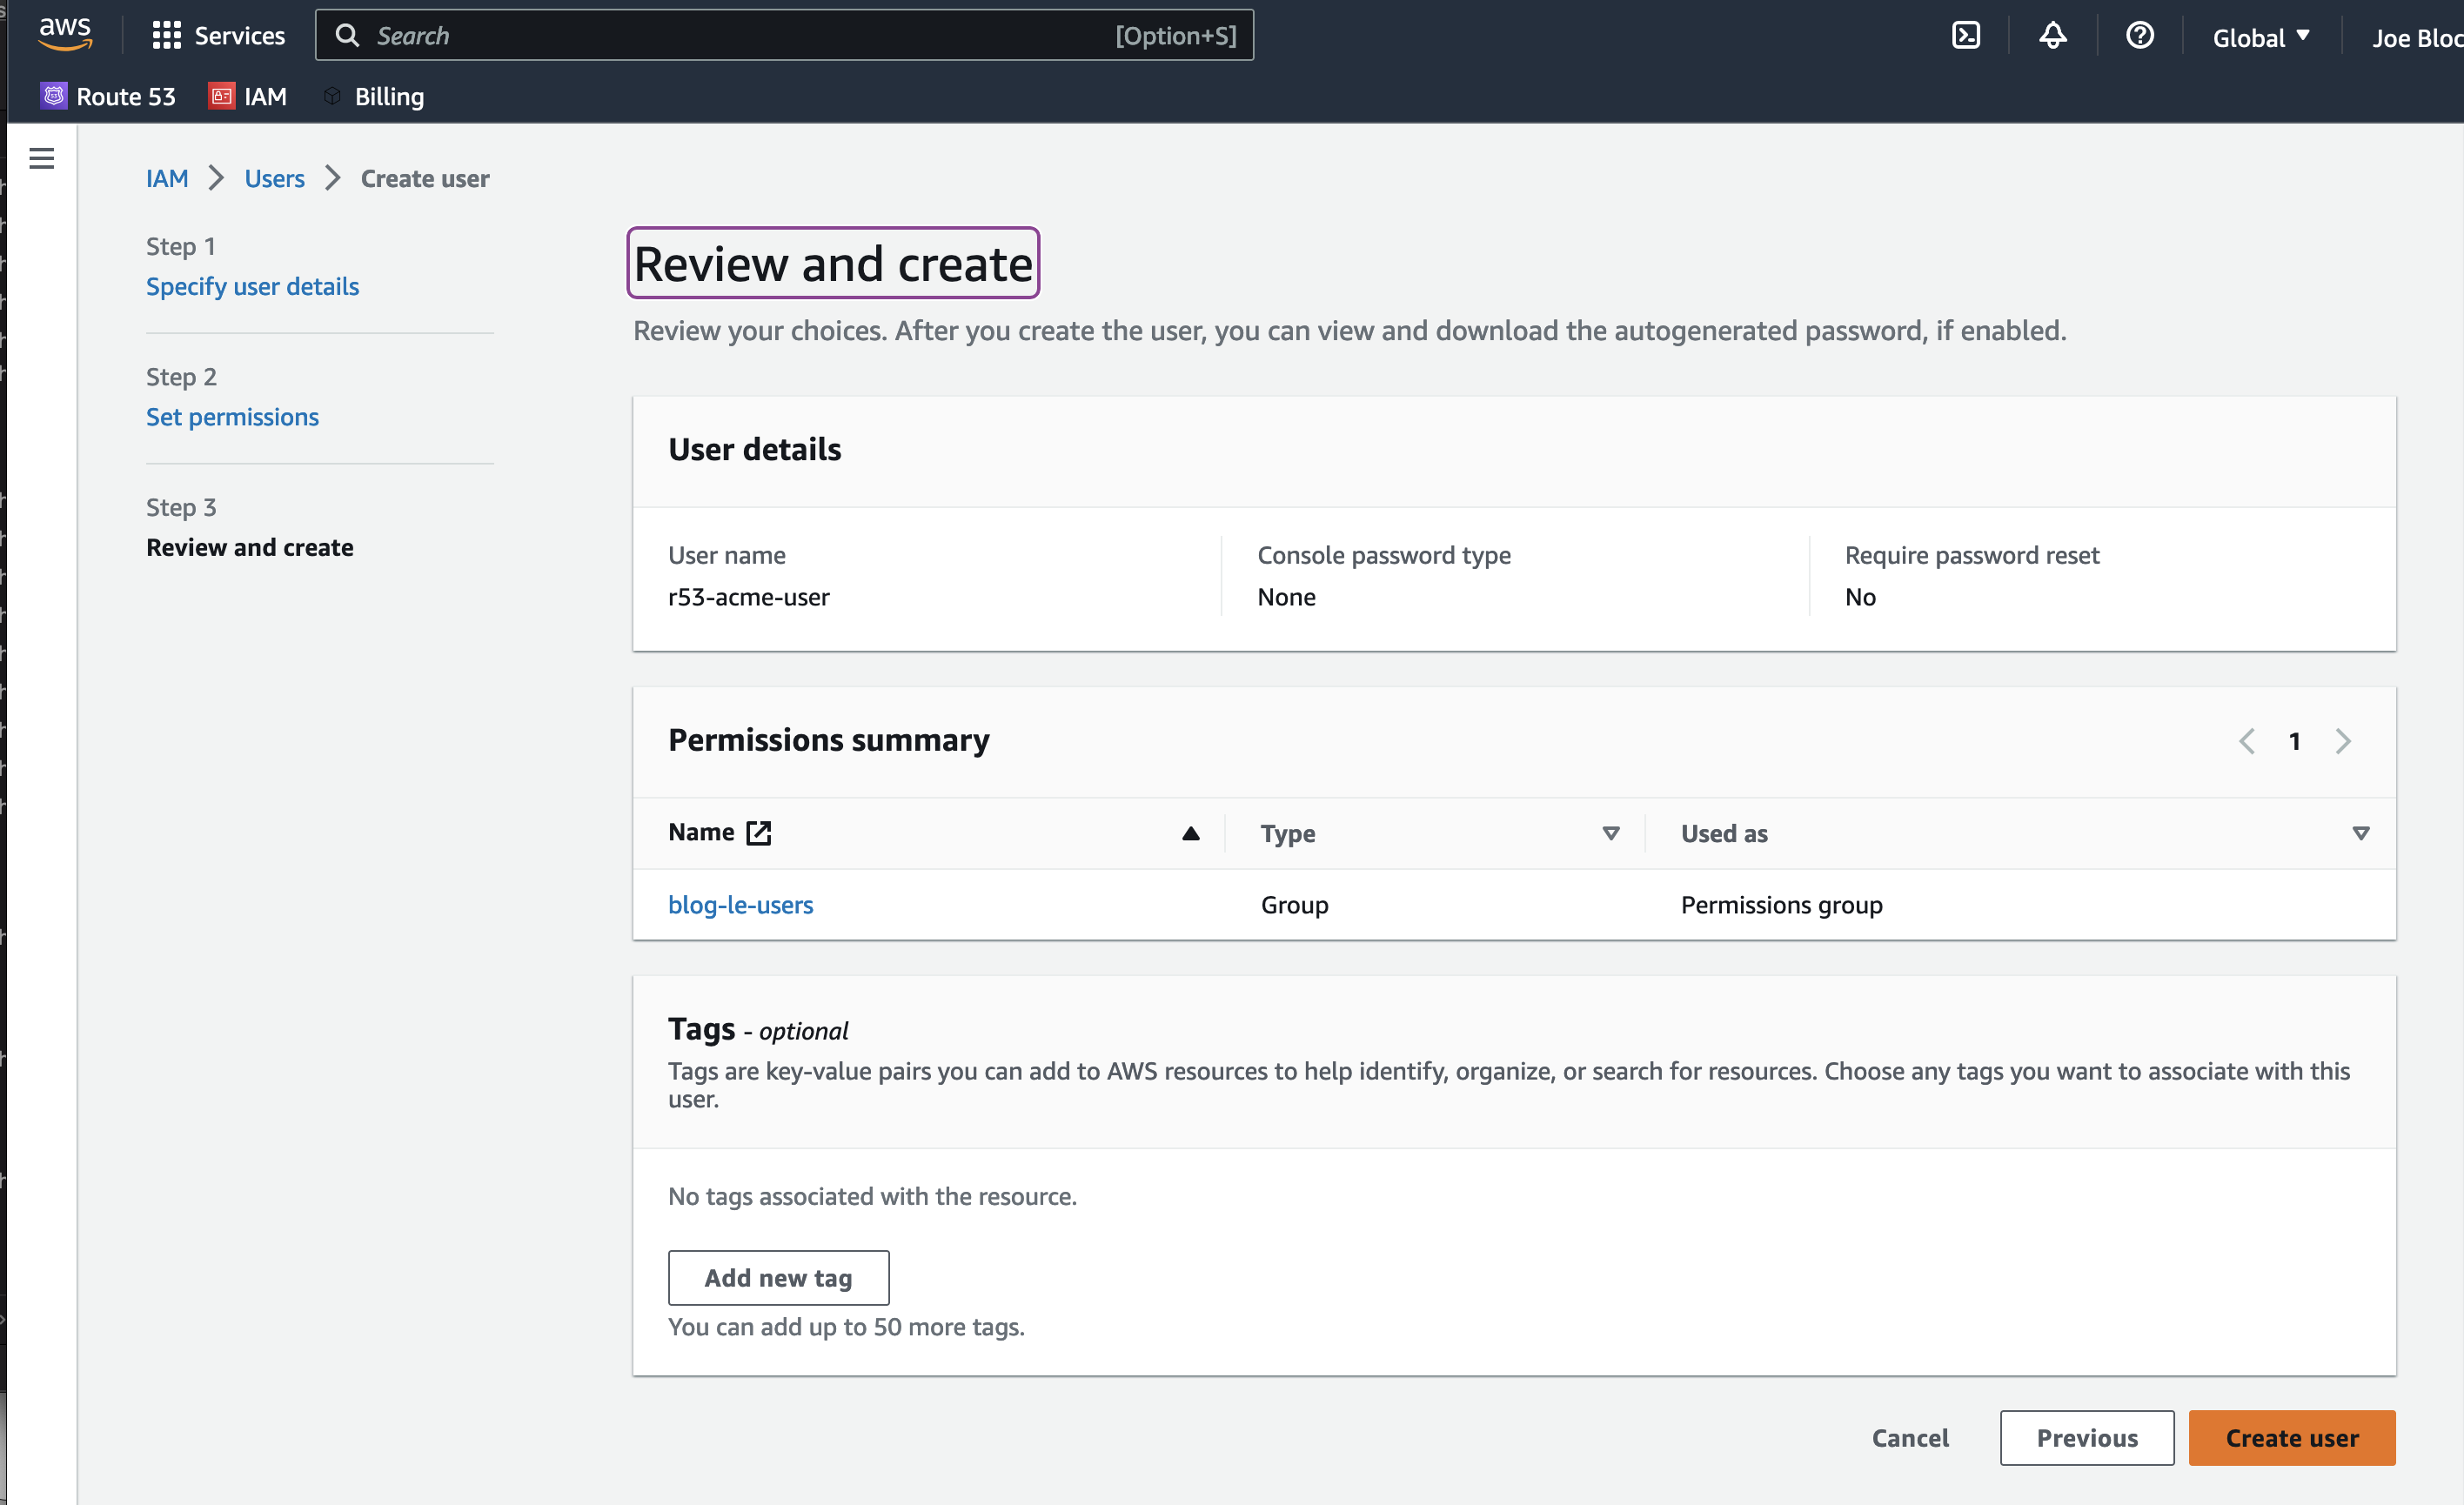 aws
Services
Search
[Option+S]
Global
Joe Bloc
Route 53
IAM
Billing
IAM
Users
Create user
Step 1
Specify user details
Step 2
Set permissions
Step 3
Review and create
Review and create
Review your choices. After you create the user, you can view and download the autogenerated password, if enabled.
User details
User name
r53-acme-user
Console password type
None
Require password reset
No
Permissions summary
1
Name
Type
Used as
blog-le-users
Group
Permissions group
Tags - optional
Tags are key-value pairs you can add to AWS resources to help identify, organize, or search for resources. Choose any tags you want to associate with this
user.
No tags associated with the resource.
Add new tag
You can add up to 50 more tags.
Cancel
Previous
Create user